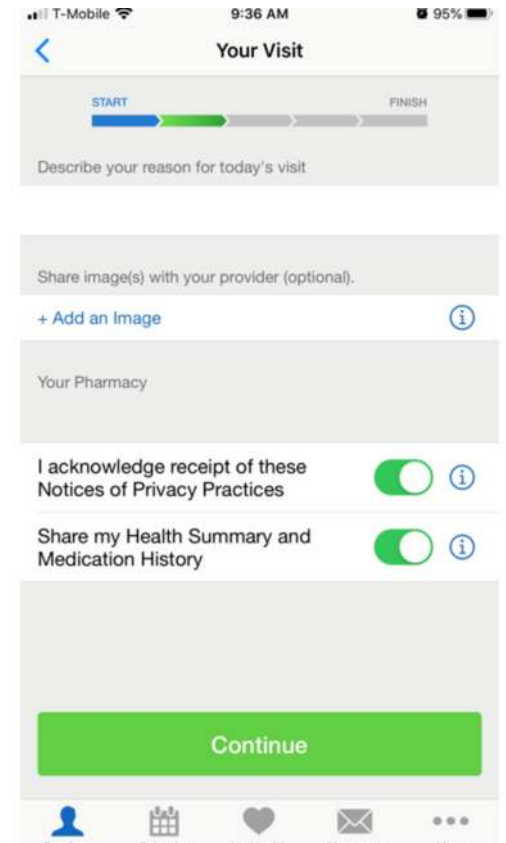 T-Mobile 9:36 AM 95%
Your Visit
START FINISH
Describe your reason for today's visit
Share image(s) with your provider (optional).
+ Add an Image
Your Pharmacy
I acknowledge receipt of these
Notices of Privacy Practices
Share my Health Summary and
Medication History
Continue